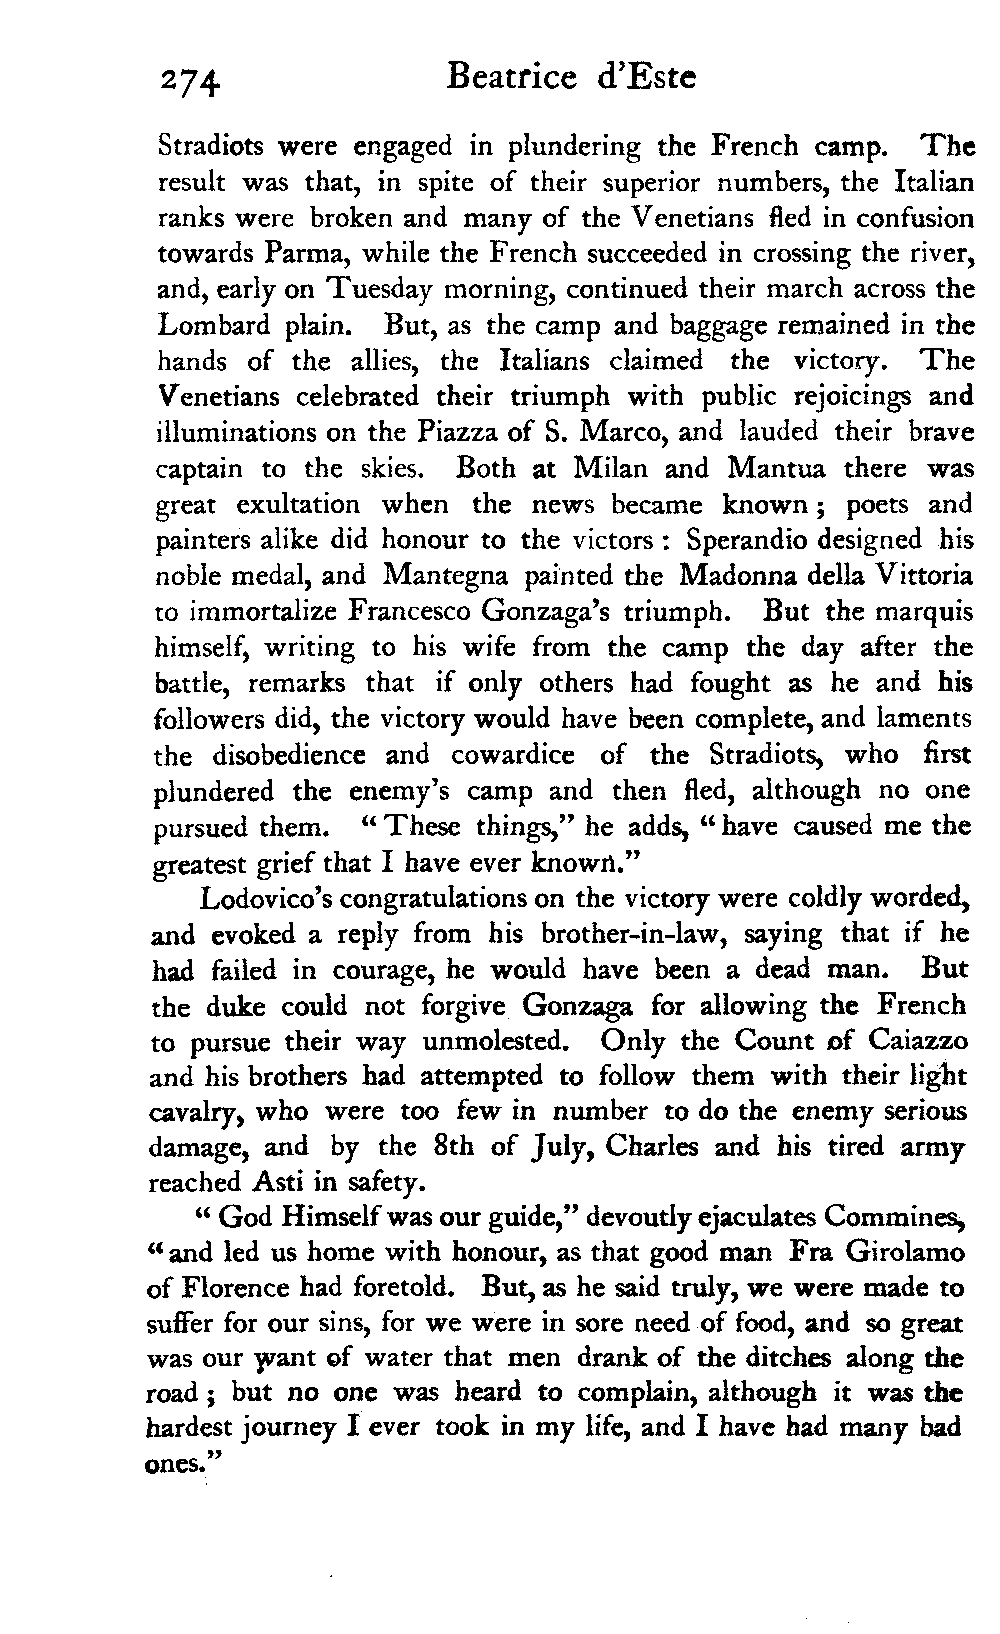 274 Beatrice d'Este
Stradiots were engaged in plundering the French camp. The
result was that, in spite of their superior numbers, the Italian
ranks were broken and many of the Venetians fled in confusion
towards Parma, while the French succeeded in crossing the river,
and, early on Tuesday morning, continued their march across the
Lombard plain. But, as the camp and baggage remained in the
hands of the allies, the Italians claimed the victory. The
Venetians celebrated their triumph with public rejoicings and
illuminations on the Piazza of S. Marco, and lauded their brave
captain to the skies. Both at Milan and Mantua there was
great exultation when the news became known ; poets and
painters alike did honour to the victors : Sperandio designed his
noble medal, and Mantegna painted the Madonna della Vittoria
to immortalize Francesco Gonzaga's triumph. But the marquis
himself, writing to his wife from the camp the day after the
battle, remarks that if only others had fought as he and his
followers did, the victory would have been complete, and laments
the disobedience and cowardice of the Stradiots, who first
plundered the enemy's camp and then fled, although no one
pursued them. “ These things,” he adds, “ have caused me the
greatest grief that I have ever known.”
Lodovico's congratulations on the victory were coldly worded,
and evoked a reply from his brother-in-law, saying that if he
had failed in courage, he would have been a dead man. But
the duke could not forgive Gonzaga for allowing the French
to pursue their way unmolested. Only the Count of Caiazzo
and his brothers had attempted to follow them with their light
cavalry, who were too few in number to do the enemy serious
damage, and by the 8th of July, Charles and his tired army
reached Asti in safety.
“ God Himself was our guide,” devoutly ejaculates Commines,
“ and led us home with honour, as that good man Fra Girolamo
of Florence had foretold. But, as he said truly, we were made to
suffer for our sins, for we were in sore need of food, and so great
was our want of water that men drank of the ditches along the
road ; but no one was heard to complain, although it was the
hardest journey I ever took in my life, and I have had many bad
ones.”